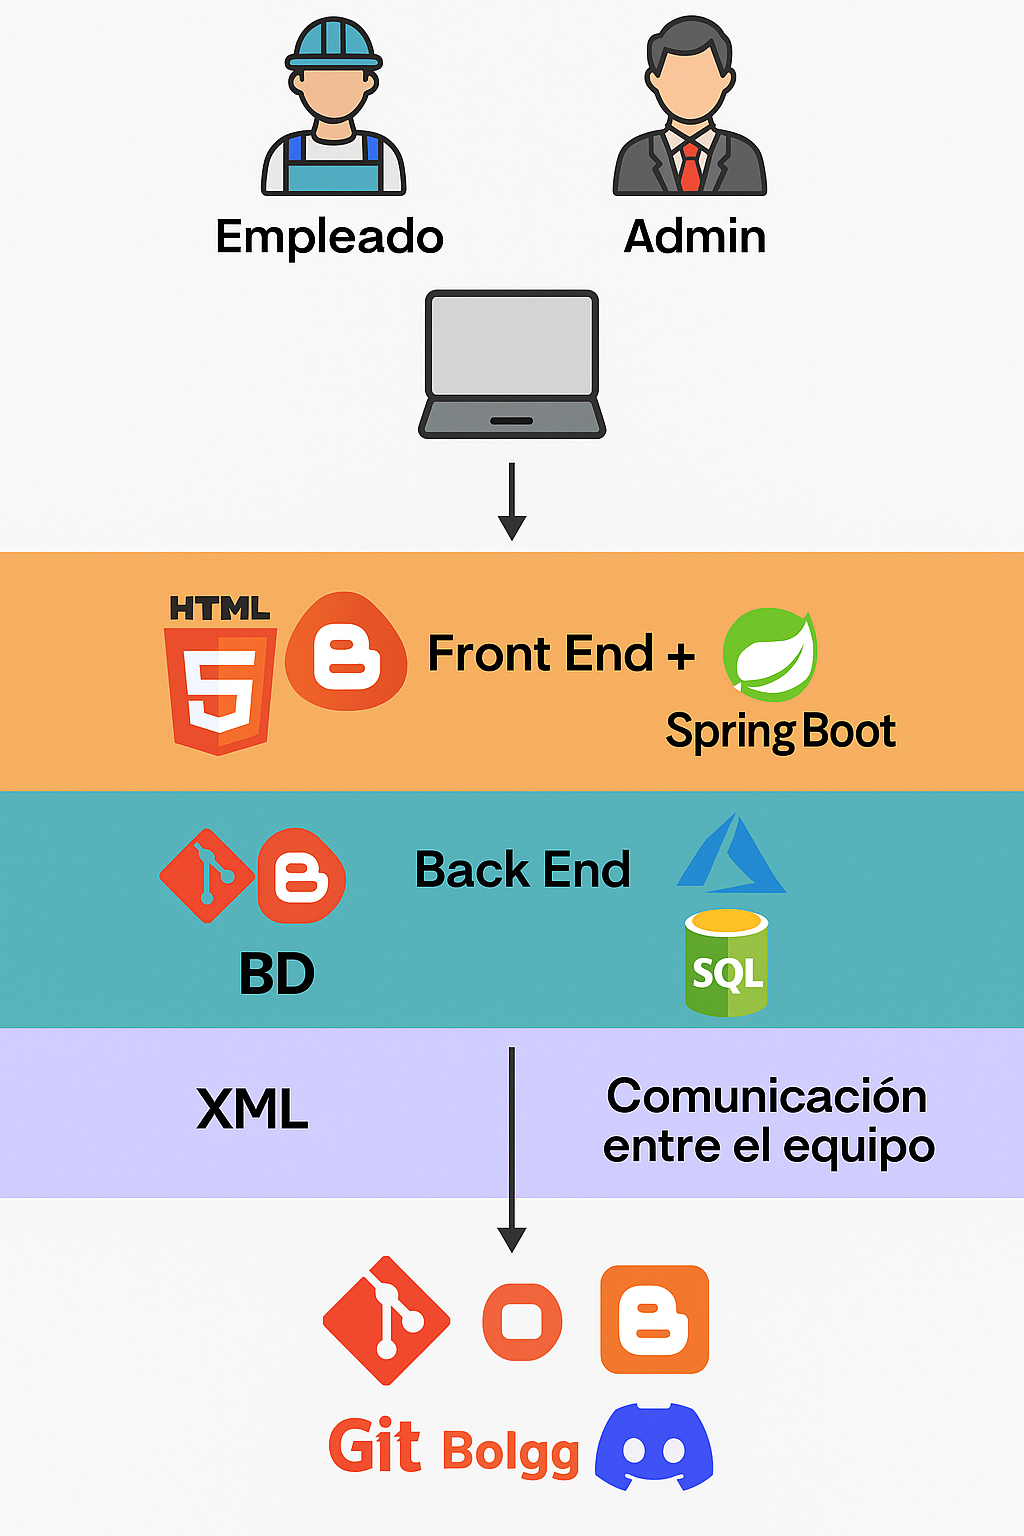 Empleado
Admin
HTML
5
B
Front End +
Spring Boot
B
Back End
BD
SQL
XML
Comunicación
entre el equipo
B
Git Bolgg